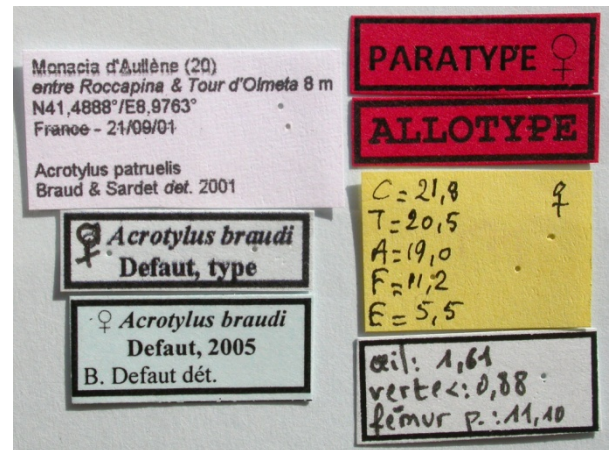 Monacia d'Aullène (20)
entre Roccapina & Tour d'Olmeta 8 m
N41,4888°/E8,9763°
France - 21/09/01
Acrotylus patruelis
Braud & Sardet det. 2001
♀ Acrotylus braudi
Defaut, type
♀ Acrotylus braudi
Defaut, 2005
B. Defaut dét.
PARATYPE ♀
ALLOTYPE
C = 21,8 ♀
T = 20,5
A = 19,0
F = 11,2
E = 5,5
œil : 1,61
vertex : 0,88
fémur p. : 11,10